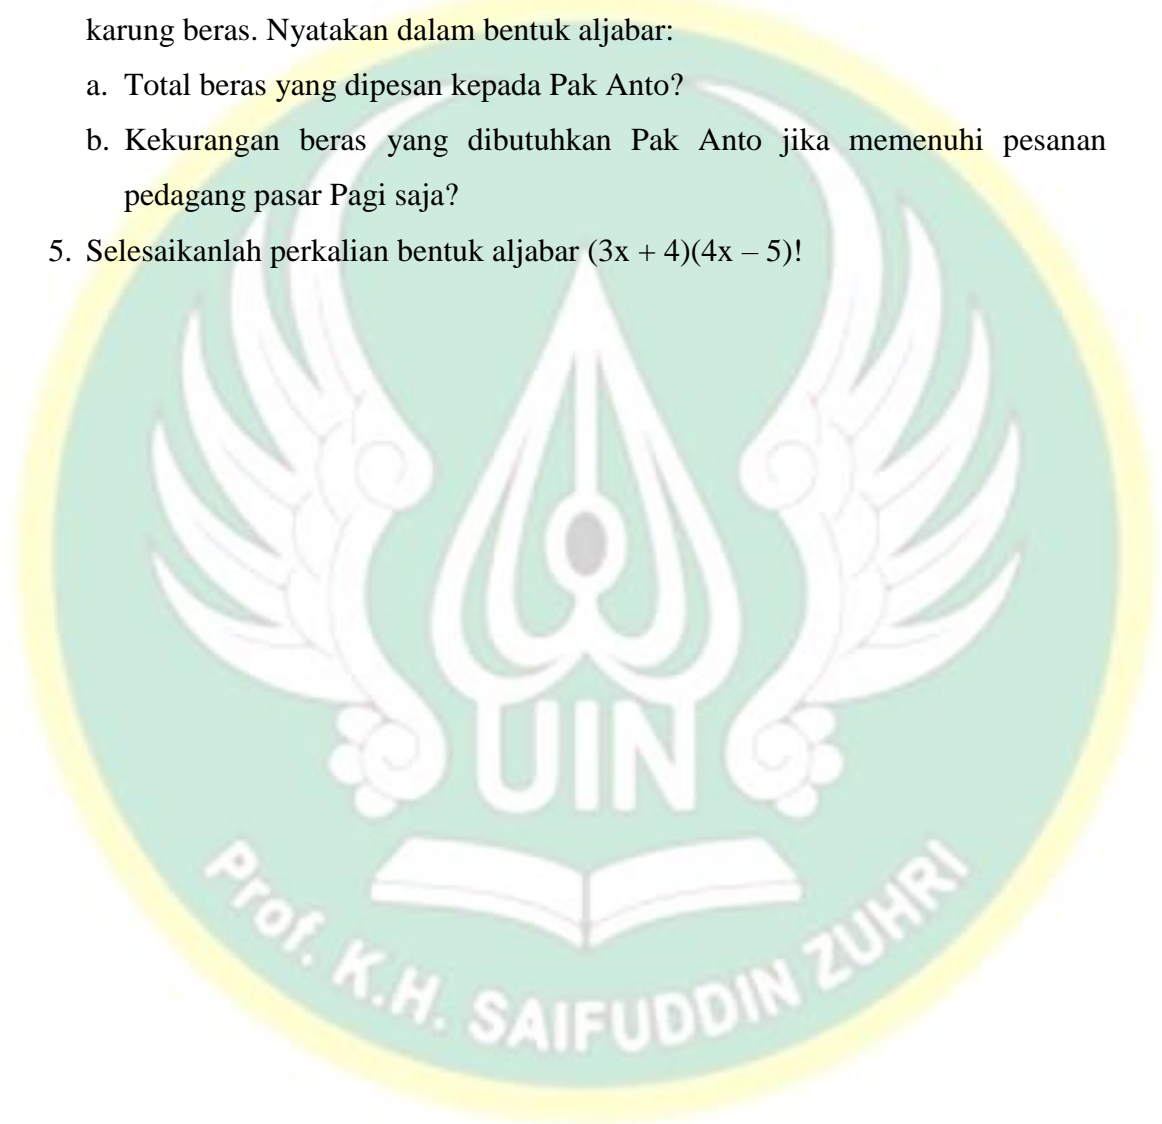 karung beras. Nyatakan dalam bentuk aljabar:
a. Total beras yang dipesan kepada Pak Anto?
b. Kekurangan beras yang dibutuhkan Pak Anto jika memenuhi pesanan
pedagang pasar Pagi saja?
5. Selesaikanlah perkalian bentuk aljabar (3x + 4)(4x – 5)!
UIN
Prof. K.H. SAIFUDDIN ZUHRI